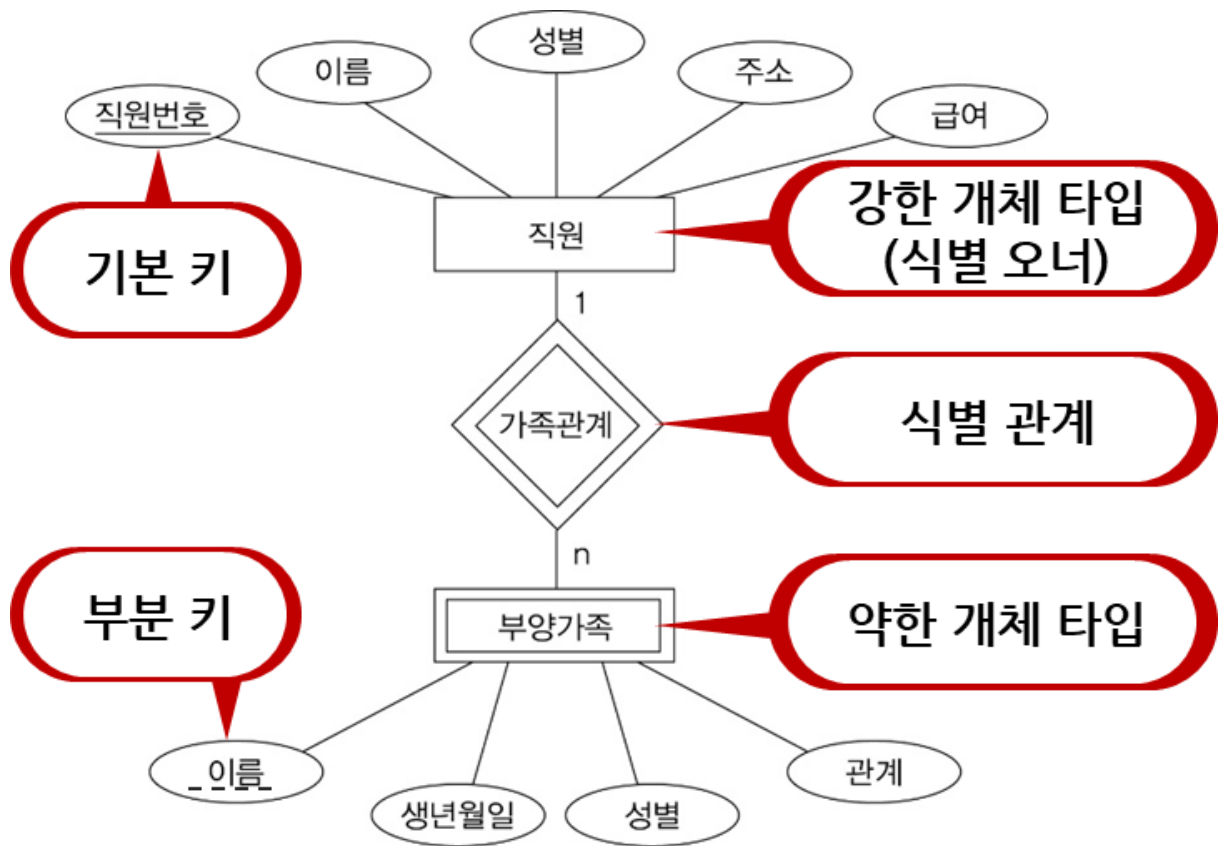 성별
이름
주소
직원번호
급여
기본 키
직원
강한 개체 타입
(식별 오너)
1
가족관계
식별 관계
n
부분 키
부양가족
약한 개체 타입
이름
관계
생년월일
성별